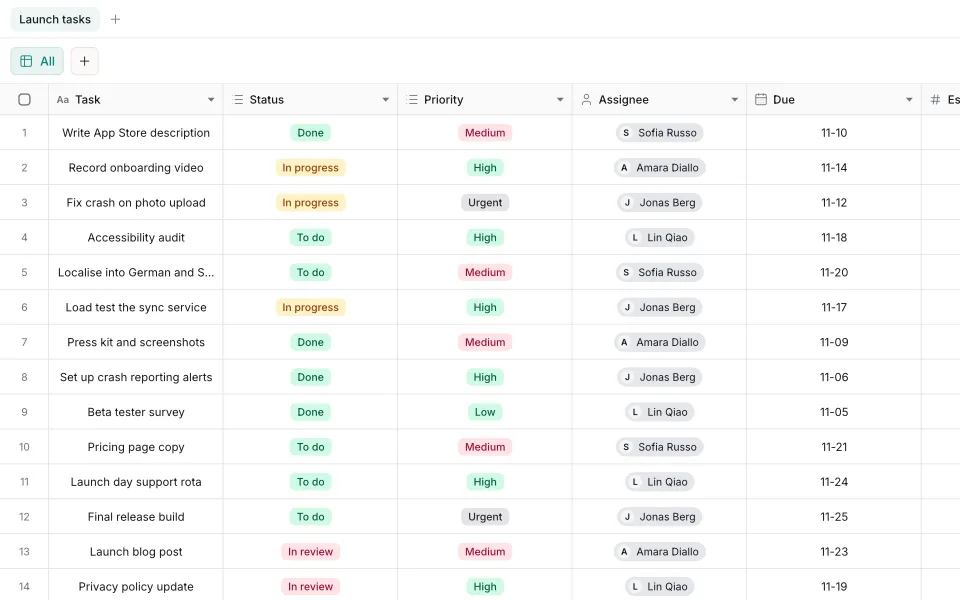 Launch tasks
All
Aa Task Status Priority Assignee Due # Es
1 Write App Store description Done Medium S Sofia Russo 11-10
2 Record onboarding video In progress High A Amara Diallo 11-14
3 Fix crash on photo upload In progress Urgent J Jonas Berg 11-12
4 Accessibility audit To do High L Lin Qiao 11-18
5 Localise into German and S... To do Medium S Sofia Russo 11-20
6 Load test the sync service In progress High J Jonas Berg 11-17
7 Press kit and screenshots Done Medium A Amara Diallo 11-09
8 Set up crash reporting alerts Done High J Jonas Berg 11-06
9 Beta tester survey Done Low L Lin Qiao 11-05
10 Pricing page copy To do Medium S Sofia Russo 11-21
11 Launch day support rota To do High L Lin Qiao 11-24
12 Final release build To do Urgent J Jonas Berg 11-25
13 Launch blog post In review Medium A Amara Diallo 11-23
14 Privacy policy update In review High L Lin Qiao 11-19